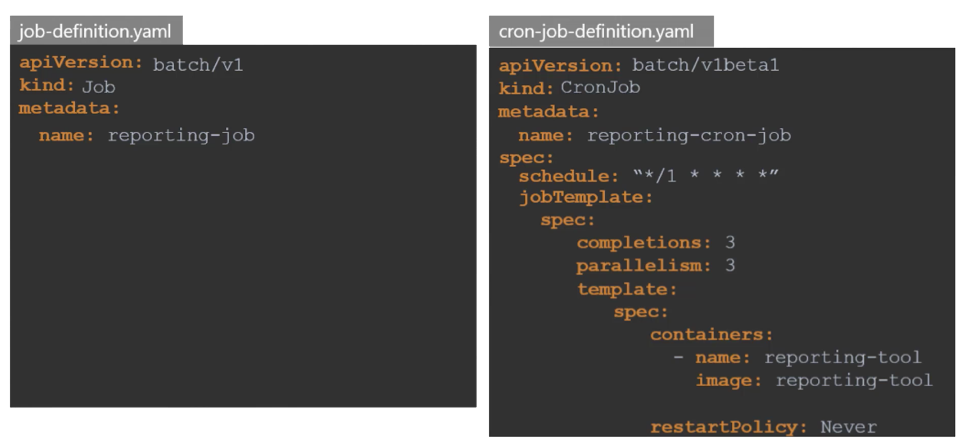 job-definition.yaml
apiVersion: batch/v1
kind: Job
metadata:
  name: reporting-job
cron-job-definition.yaml
apiVersion: batch/v1beta1
kind: CronJob
metadata:
  name: reporting-cron-job
spec:
  schedule: “*/1 * * * *”
  jobTemplate:
    spec:
      completions: 3
      parallelism: 3
      template:
        spec:
          containers:
            - name: reporting-tool
              image: reporting-tool
          restartPolicy: Never